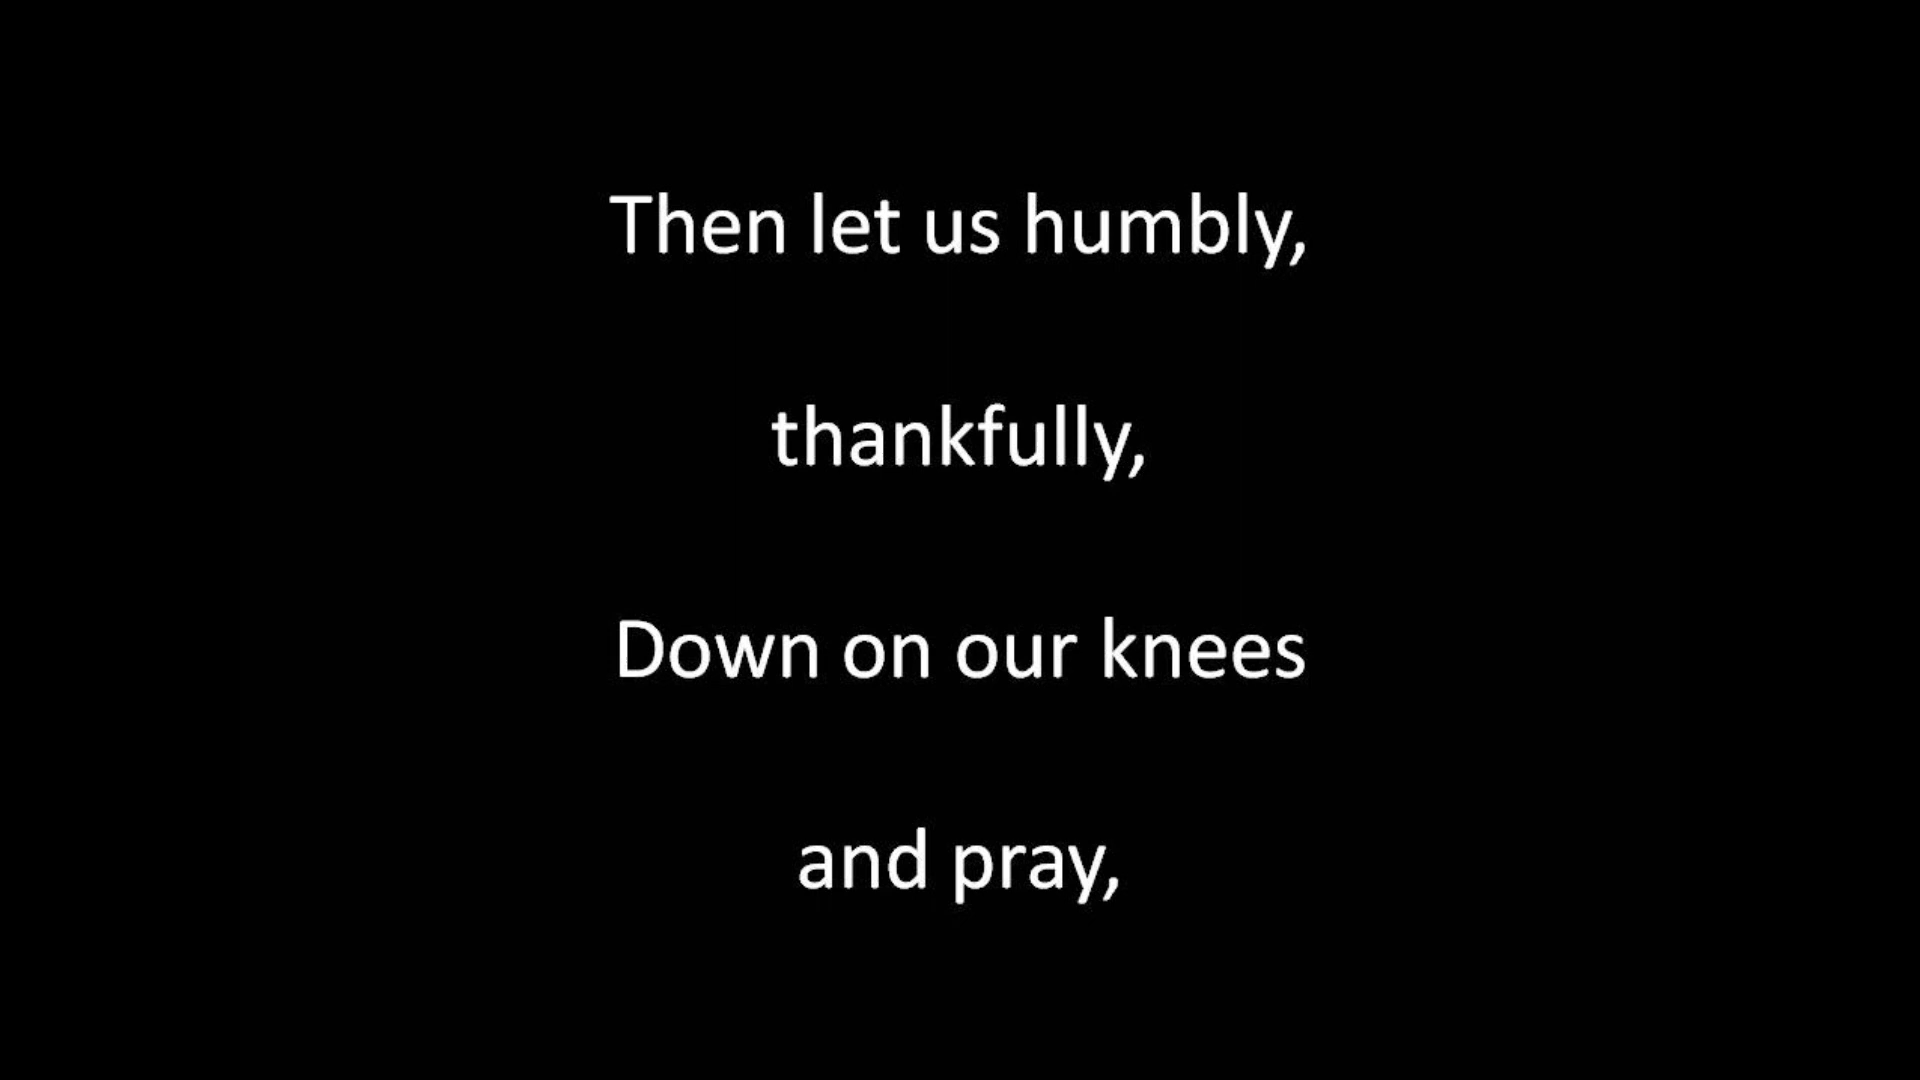 Then let us humbly,
thankfully,
Down on our knees
and pray,